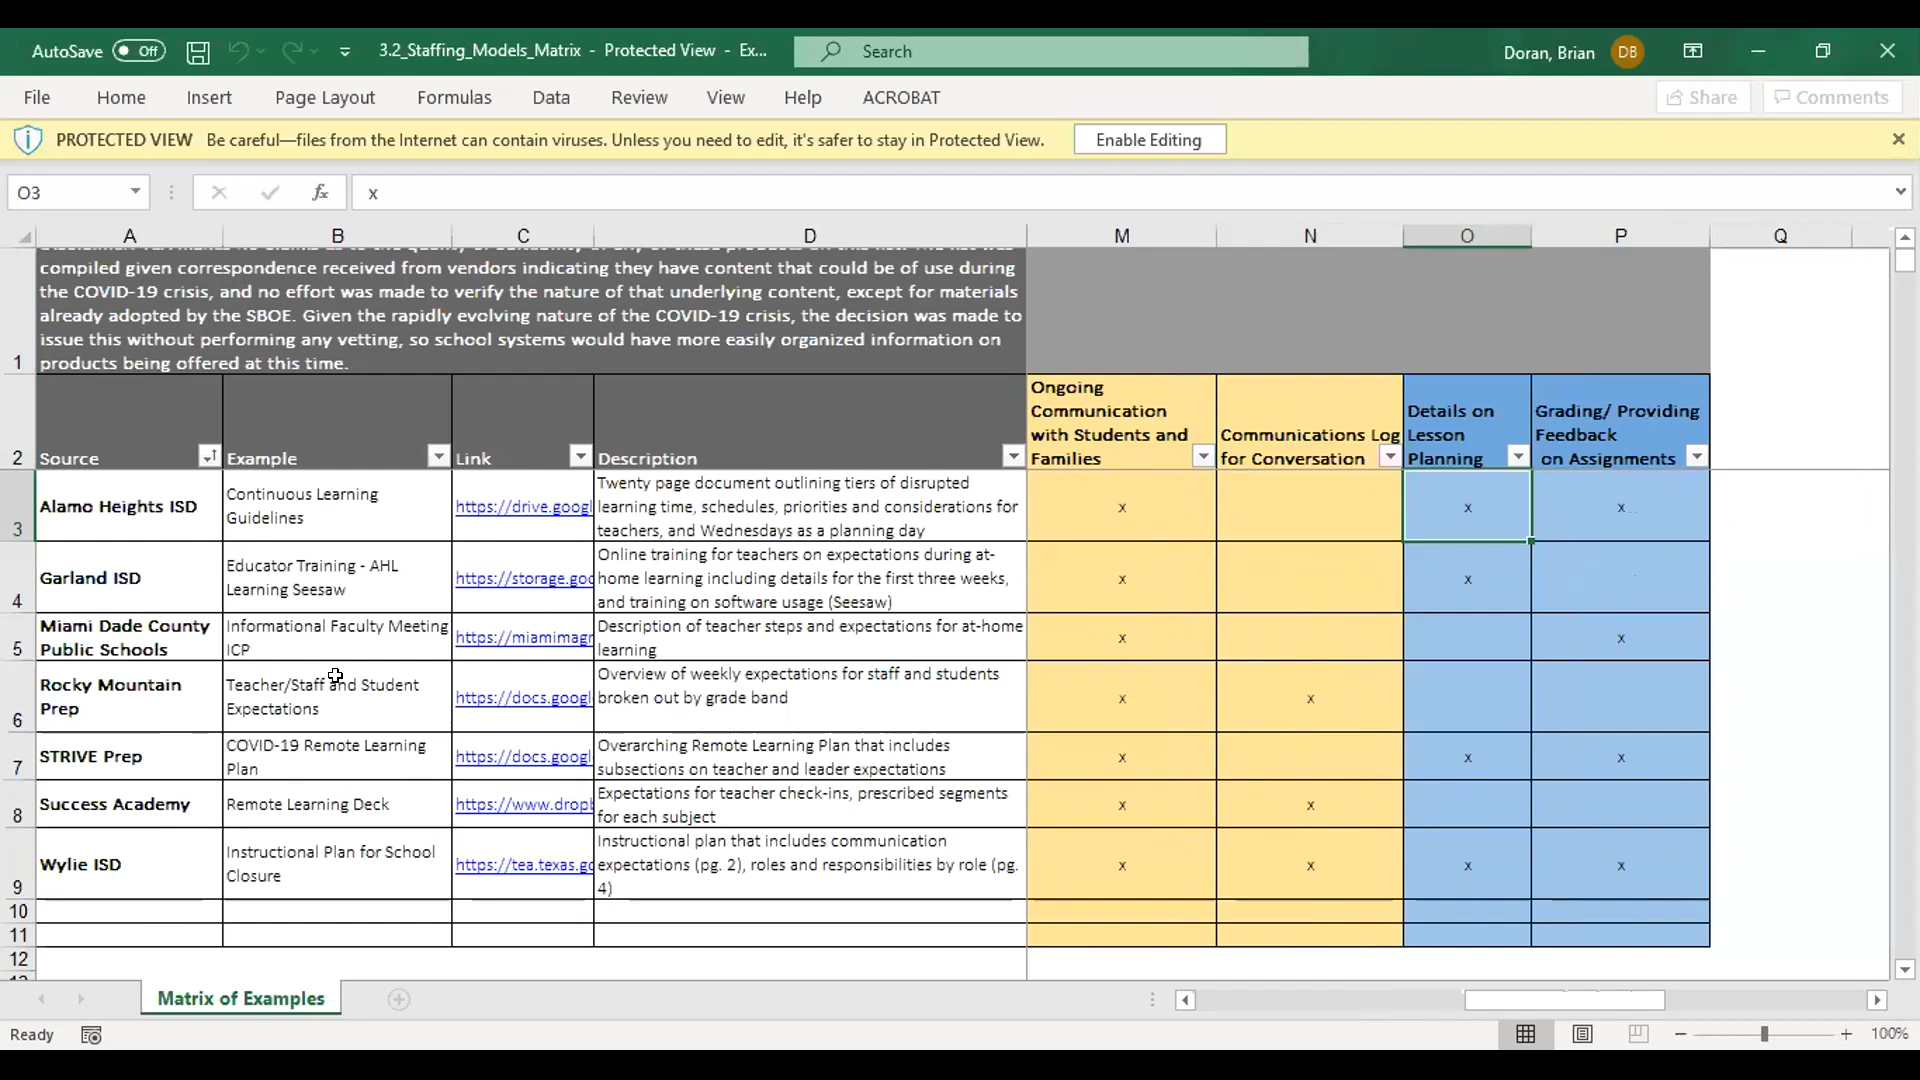 AutoSave Off 3.2_Staffing_Models_Matrix - Protected View - Ex... Search Doran, Brian DB
File Home Insert Page Layout Formulas Data Review View Help ACROBAT Share Comments
PROTECTED VIEW Be careful—files from the Internet can contain viruses. Unless you need to edit, it's safer to stay in Protected View. Enable Editing
O3 fx x
A B C D M N O P Q
compiled given correspondence received from vendors indicating they have content that could be of use during
the COVID-19 crisis, and no effort was made to verify the nature of that underlying content, except for materials
already adopted by the SBOE. Given the rapidly evolving nature of the COVID-19 crisis, the decision was made to
issue this without performing any vetting, so school systems would have more easily organized information on
1 products being offered at this time.
Ongoing
Communication
with Students and
Families
Communications Log
for Conversation
Details on
Lesson
Planning
Grading/ Providing
Feedback
on Assignments
2 Source Example Link Description
3 Alamo Heights ISD
Continuous Learning
Guidelines
https://drive.googl
Twenty page document outlining tiers of disrupted
learning time, schedules, priorities and considerations for
teachers, and Wednesdays as a planning day
x x x
4 Garland ISD
Educator Training - AHL
Learning Seesaw
https://storage.goo
Online training for teachers on expectations during at-
home learning including details for the first three weeks,
and training on software usage (Seesaw)
x x
5 Miami Dade County
Public Schools
Informational Faculty Meeting
ICP
https://miamimagn
Description of teacher steps and expectations for at-home
learning
x x
6 Rocky Mountain
Prep
Teacher/Staff and Student
Expectations
https://docs.googl
Overview of weekly expectations for staff and students
broken out by grade band
x x
7 STRIVE Prep
COVID-19 Remote Learning
Plan
https://docs.googl
Overarching Remote Learning Plan that includes
subsections on teacher and leader expectations
x x x
8 Success Academy
Remote Learning Deck
https://www.dropb
Expectations for teacher check-ins, prescribed segments
for each subject
x x
9 Wylie ISD
Instructional Plan for School
Closure
https://tea.texas.go
Instructional plan that includes communication
expectations (pg. 2), roles and responsibilities by role (pg.
4)
x x x x
10
11
12
Matrix of Examples
Ready 100%